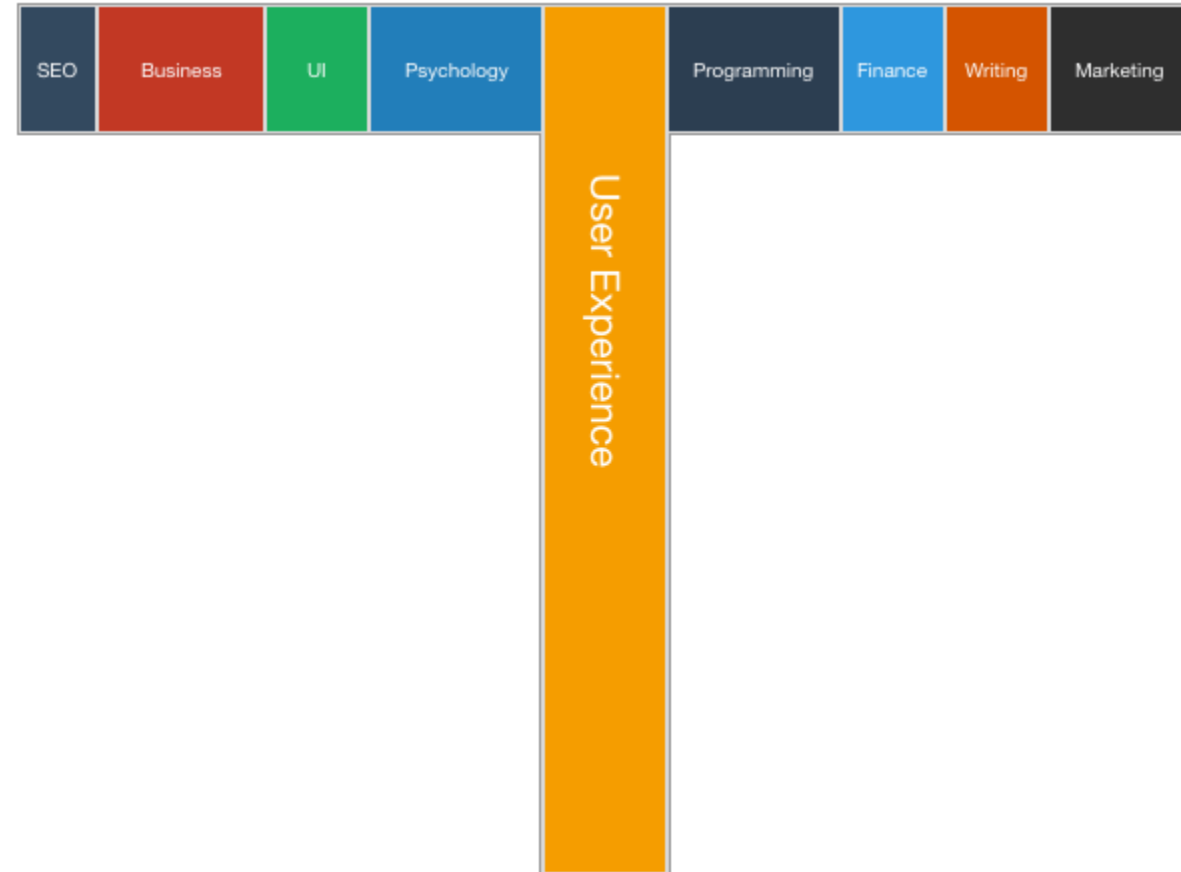 SEO
Business
UI
Psychology
Programming
Finance
Writing
Marketing
User Experience